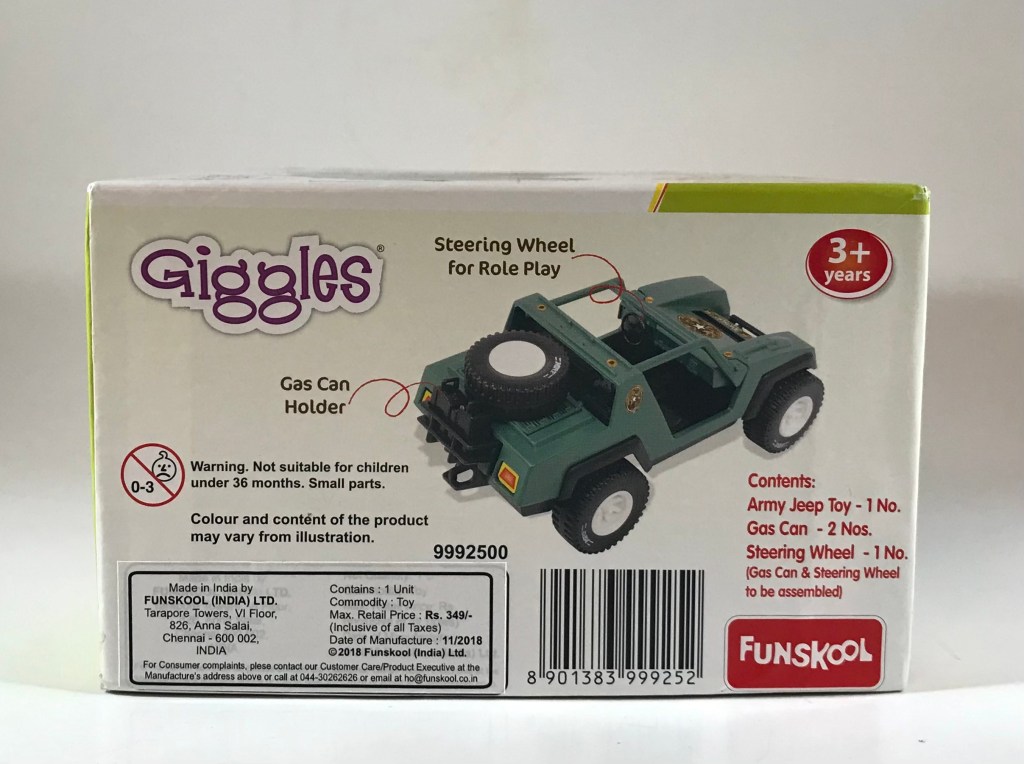 Giggles®
Steering Wheel
for Role Play
3+
years
Gas Can
Holder
0-3
Warning. Not suitable for children
under 36 months. Small parts.
Colour and content of the product
may vary from illustration.
9992500
Contents:
Army Jeep Toy - 1 No.
Gas Can - 2 Nos.
Steering Wheel - 1 No.
(Gas Can & Steering Wheel
to be assembled)
Made in India by
FUNSKOOL (INDIA) LTD.
Tarapore Towers, VI Floor,
826, Anna Salai,
Chennai - 600 002,
INDIA
Contains : 1 Unit
Commodity : Toy
Max. Retail Price : Rs. 349/-
(Inclusive of all Taxes)
Date of Manufacture : 11/2018
©2018 Funskool (India) Ltd.
For Consumer complaints, please contact our Customer Care/Product Executive at the
Manufacture's address above or call at 044-30262626 or email at ho@funskool.co.in
8 901383 999252
FUNSKOOL